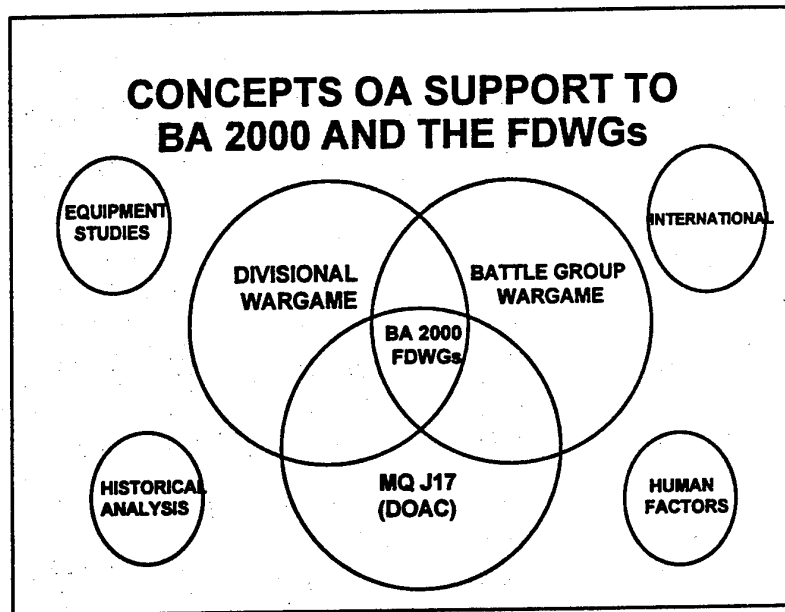 CONCEPTS OA SUPPORT TO
BA 2000 AND THE FDWGs
EQUIPMENT
STUDIES
INTERNATIONAL
DIVISIONAL
WARGAME
BATTLE GROUP
WARGAME
BA 2000
FDWGs
HISTORICAL
ANALYSIS
MQ J17
(DOAC)
HUMAN
FACTORS